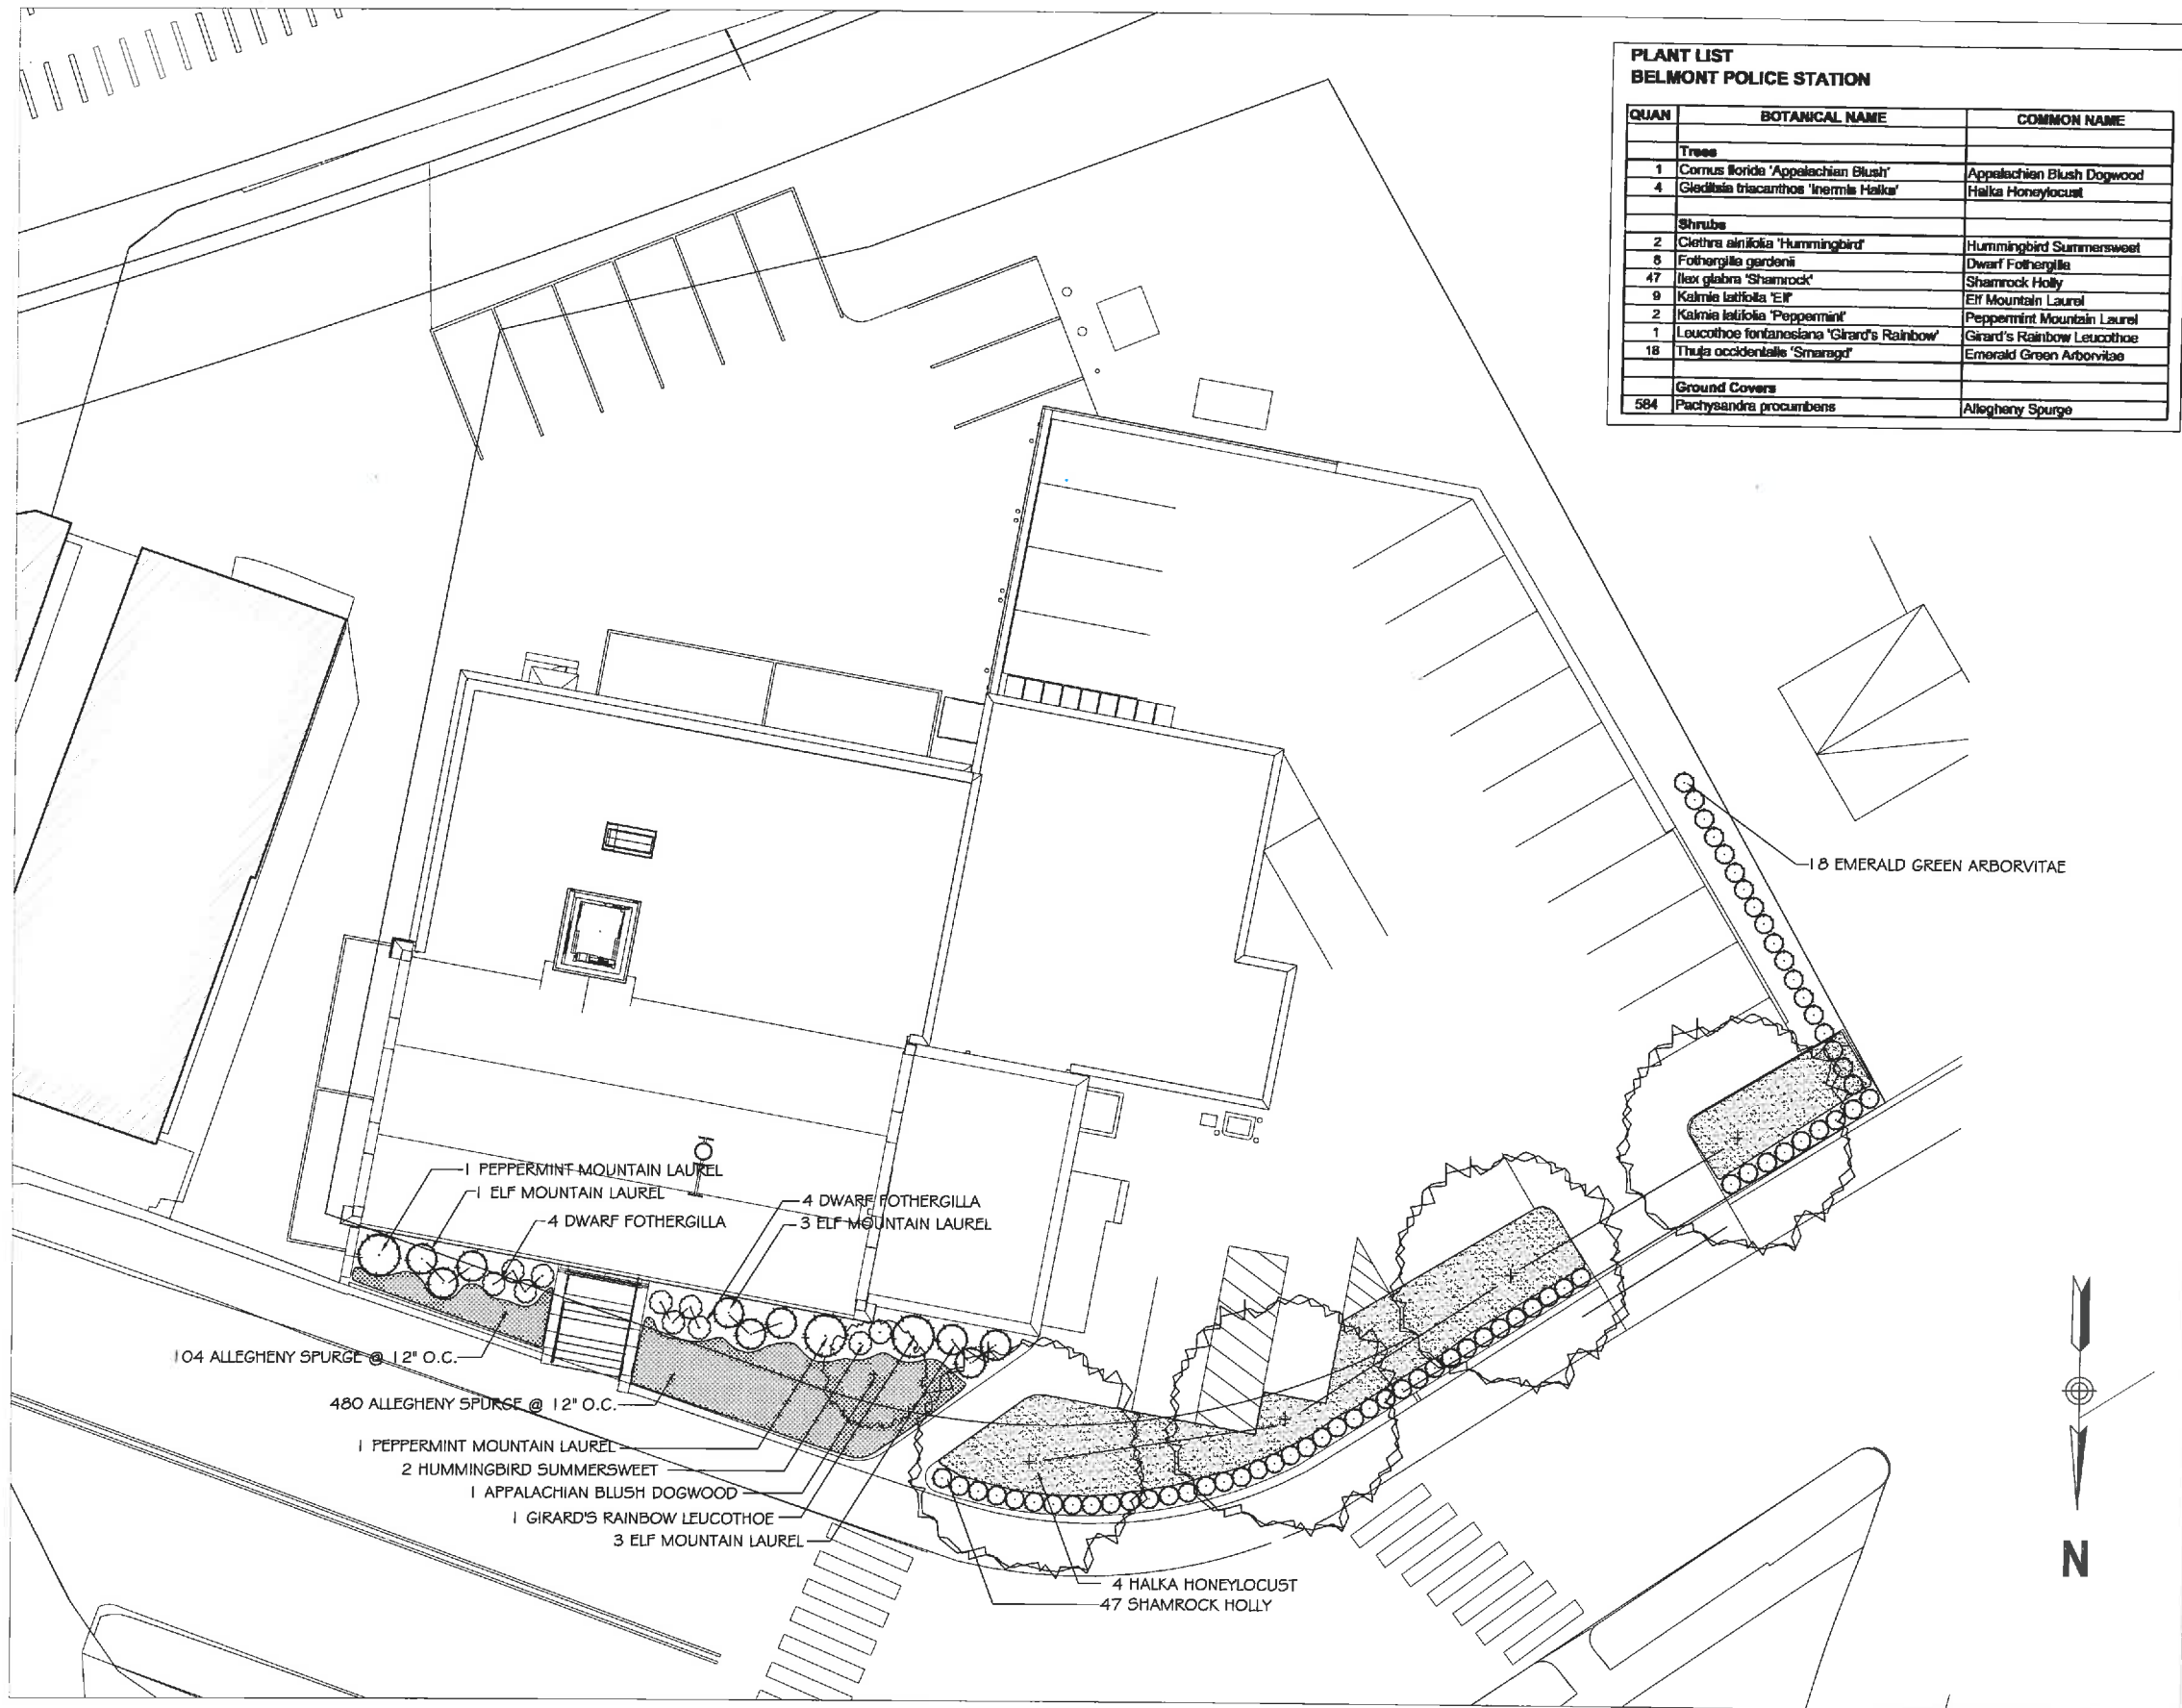 PLANT LIST
BELMONT POLICE STATION
QUAN BOTANICAL NAME COMMON NAME
Trees
1 Cornus florida 'Appalachian Blush' Appalachian Blush Dogwood
4 Gleditsia triacanthos 'Inermis Halka' Halka Honeylocust
Shrubs
2 Clethra alnifolia 'Hummingbird' Hummingbird Summersweet
8 Fothergilla gardenii Dwarf Fothergilla
47 Ilex glabra 'Shamrock' Shamrock Holly
9 Kalmia latifolia 'Elf' Elf Mountain Laurel
2 Kalmia latifolia 'Peppermint' Peppermint Mountain Laurel
1 Leucothoe fontanesiana 'Girard's Rainbow' Girard's Rainbow Leucothoe
18 Thuja occidentalis 'Smaragd' Emerald Green Arborvitae
Ground Covers
584 Pachysandra procumbens Allegheny Spurge
18 EMERALD GREEN ARBORVITAE
1 PEPPERMINT MOUNTAIN LAUREL
1 ELF MOUNTAIN LAUREL
4 DWARF FOTHERGILLA
4 DWARF FOTHERGILLA
3 ELF MOUNTAIN LAUREL
104 ALLEGHENY SPURGE @ 12" O.C.
480 ALLEGHENY SPURGE @ 12" O.C.
1 PEPPERMINT MOUNTAIN LAUREL
2 HUMMINGBIRD SUMMERSWEET
1 APPALACHIAN BLUSH DOGWOOD
1 GIRARD'S RAINBOW LEUCOTHOE
3 ELF MOUNTAIN LAUREL
4 HALKA HONEYLOCUST
47 SHAMROCK HOLLY
N